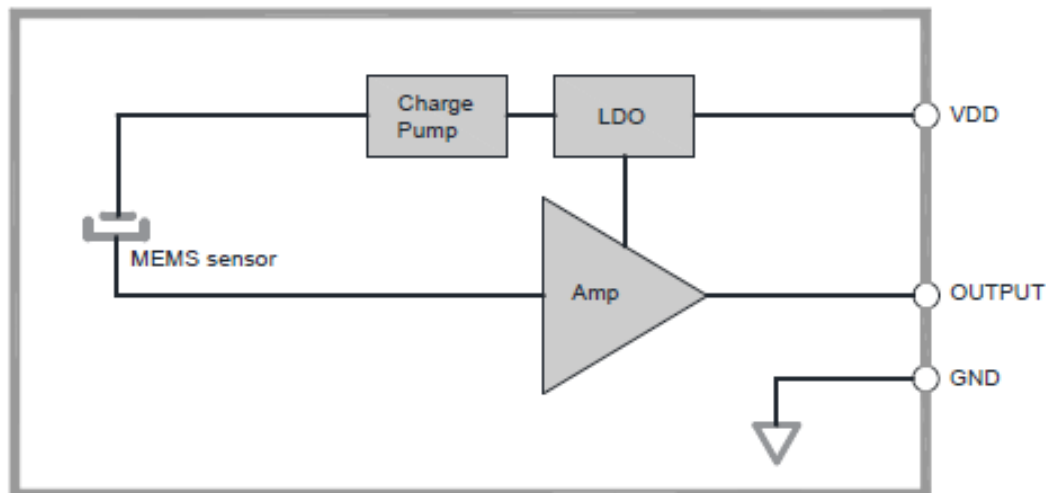 Charge
Pump
LDO
VDD
MEMS sensor
Amp
OUTPUT
GND